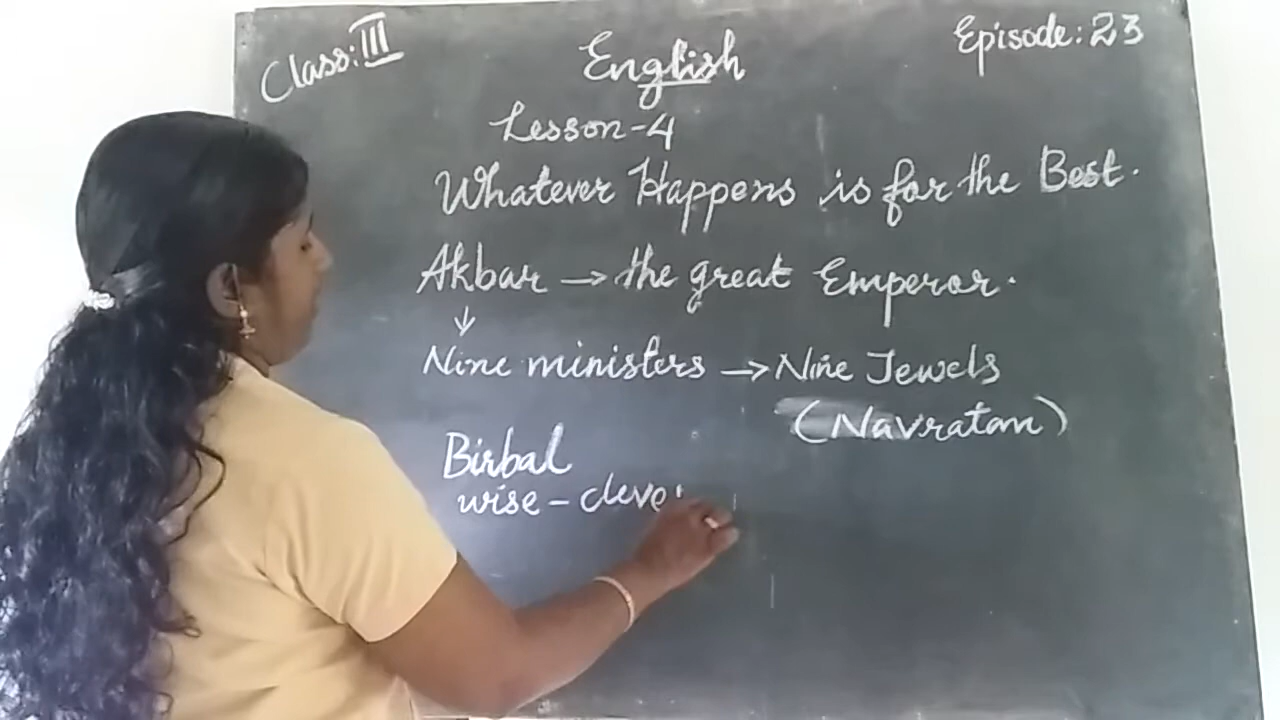 Class: III
English
Episode: 23
Lesson-4
Whatever Happens is for the Best.
Akbar → the great Emperor.
↓
Nine ministers → Nine Jewels
(Navratan)
Birbal
wise - clever